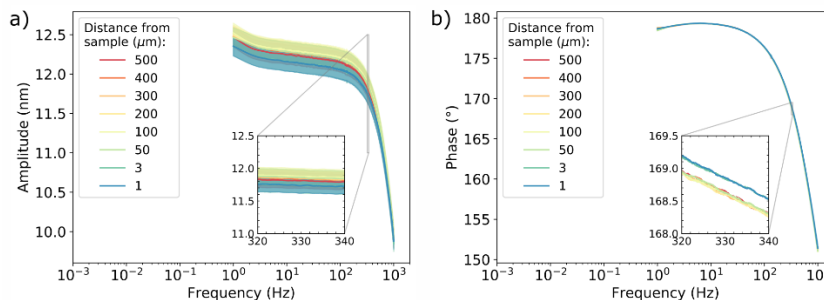 a)
Distance from
sample (μm):
500
400
300
200
100
50
3
1
Amplitude (nm)
12.5
12.0
11.5
11.0
10.5
10.0
12.5
12.0
11.5
11.0
320 330 340
10⁻³ 10⁻² 10⁻¹ 10⁰ 10¹ 10² 10³
Frequency (Hz)
b)
Distance from
sample (μm):
500
400
300
200
100
50
3
1
Phase (°)
180
175
170
165
160
155
150
169.5
169.0
168.5
168.0
320 330 340
10⁻³ 10⁻² 10⁻¹ 10⁰ 10¹ 10² 10
Frequency (Hz)